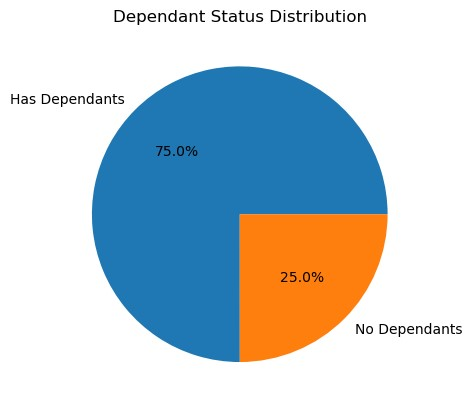 Dependant Status Distribution
Has Dependants
75.0%
25.0%
No Dependants